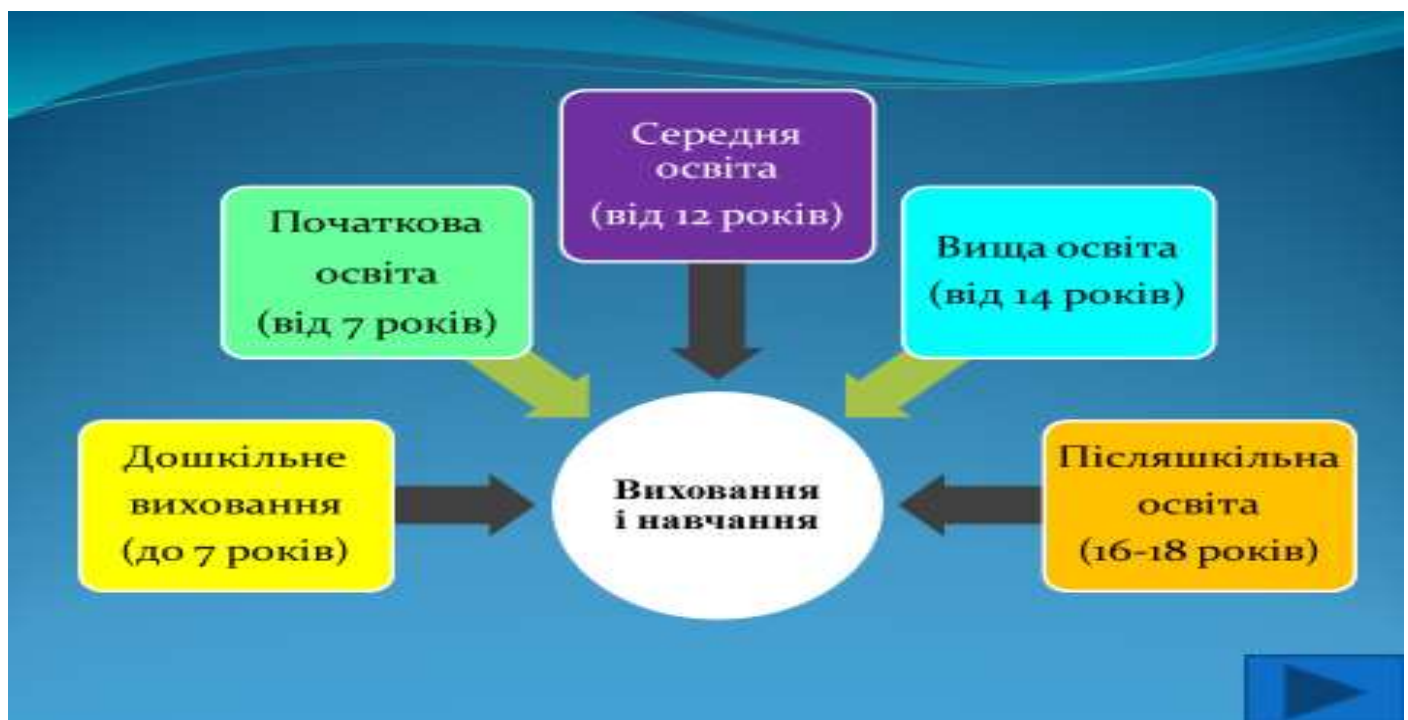 Середня
освіта
(від 12 років)
Початкова
освіта
(від 7 років)
Вища освіта
(від 14 років)
Дошкільне
виховання
(до 7 років)
Виховання
і навчання
Післяшкільна
освіта
(16-18 років)